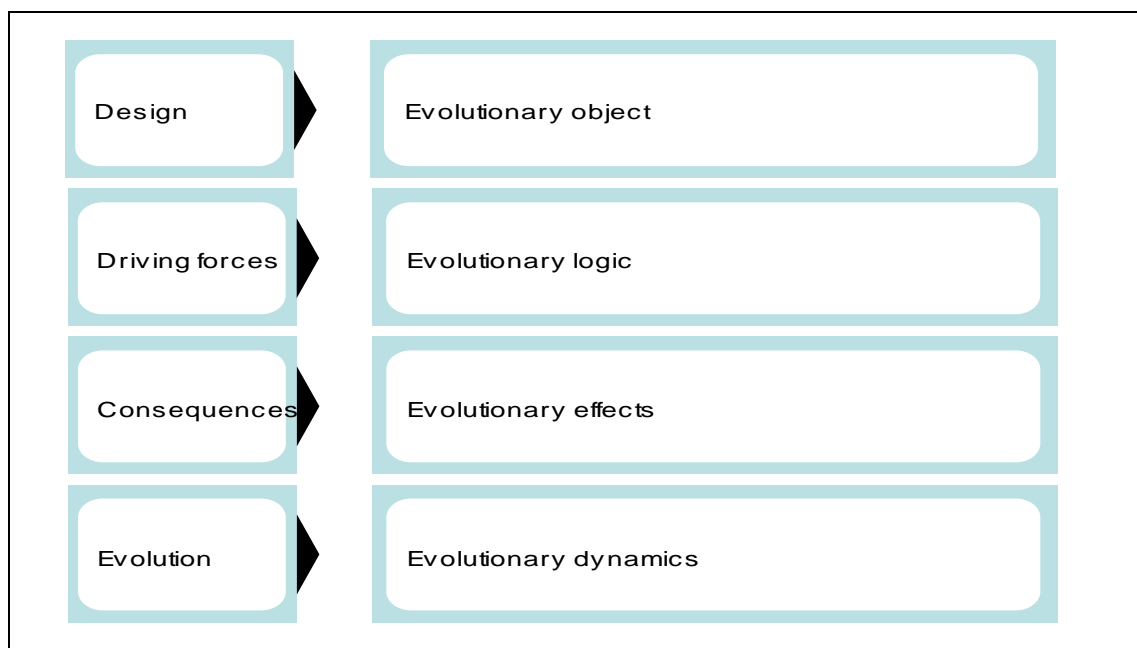 Design
Evolutionary object
Driving forces
Evolutionary logic
Consequences
Evolutionary effects
Evolution
Evolutionary dynamics